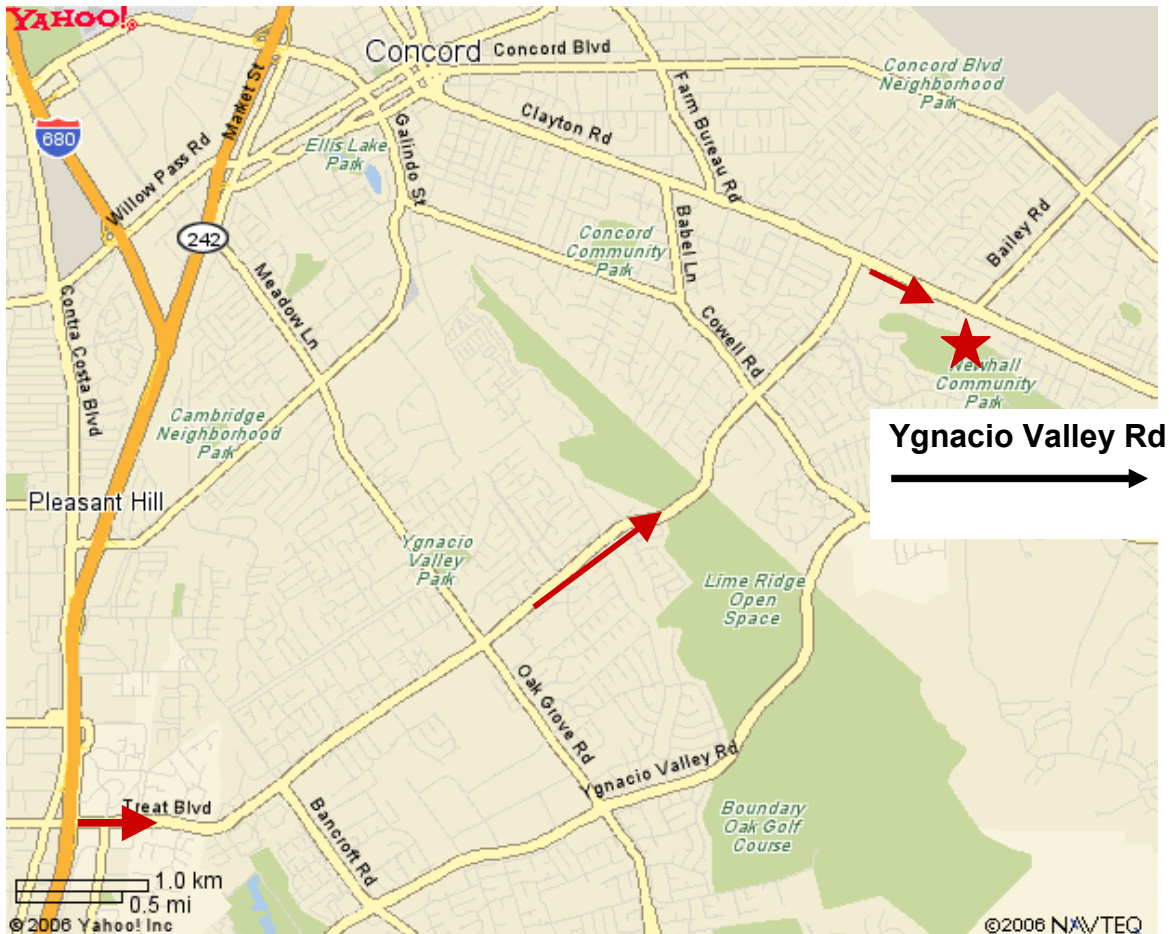 YAHOO!
Concord
Concord Blvd
Concord Blvd
Neighborhood
Park
Market St
680
Farm Bureau Rd
Clayton Rd
Galindo St
Ellis Lake
Park
Willow Pass Rd
242
Babel Ln
Concord
Community
Park
Bailey Rd
Meadow Ln
Contra Costa Blvd
Cowell Rd
Newhall
Community
Park
Cambridge
Neighborhood
Park
Ygnacio Valley Rd
Pleasant Hill
Ygnacio
Valley
Park
Lime Ridge
Open
Space
Oak Grove Rd
Ygnacio Valley Rd
Treat Blvd
Bancroft Rd
Boundary
Oak Golf
Course
1.0 km
0.5 mi
©2006 Yahoo! Inc
©2006 NAVTEQ